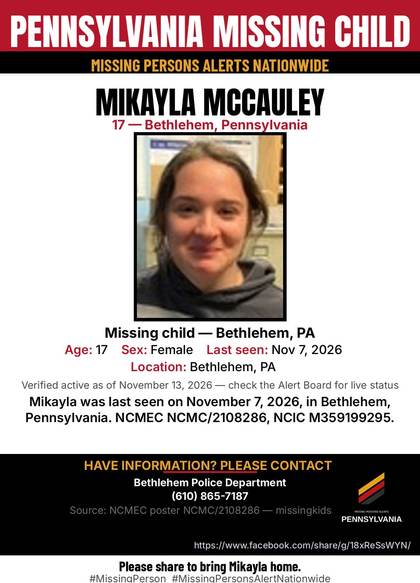 PENNSYLVANIA MISSING CHILD
MISSING PERSONS ALERTS NATIONWIDE
MIKAYLA MCCAULEY
17 — Bethlehem, Pennsylvania
Missing child — Bethlehem, PA
Age: 17 Sex: Female Last seen: Nov 7, 2026
Location: Bethlehem, PA
Verified active as of November 13, 2026 — check the Alert Board for live status
Mikayla was last seen on November 7, 2026, in Bethlehem,
Pennsylvania. NCMEC NCMC/2108286, NCIC M359199295.
HAVE INFORMATION? PLEASE CONTACT
Bethlehem Police Department
(610) 865-7187
Source: NCMEC poster NCMC/2108286 — missingkids
MISSING PERSONS ALERTS
PENNSYLVANIA
https://www.facebook.com/share/g/18xReSsWYN/
Please share to bring Mikayla home.
#MissingPerson #MissingPersonsAlertNationwide